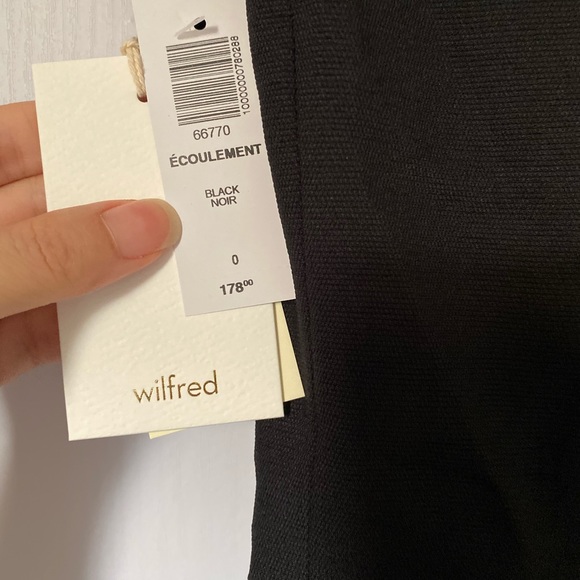 10000000780288
66770
ÉCOULEMENT
BLACK
NOIR
0
178⁰⁰
wilfred